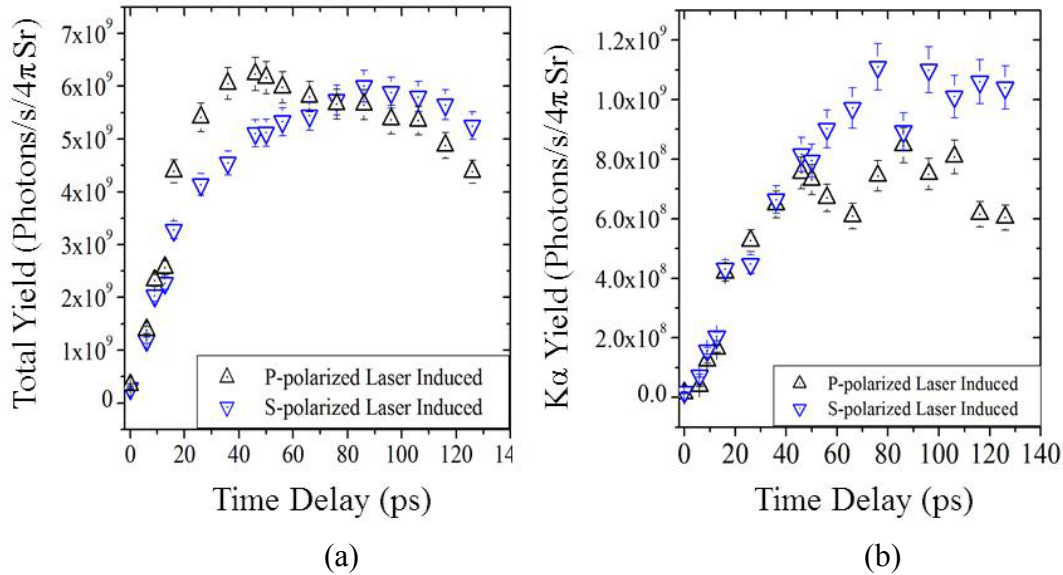 Total Yield (Photons/s/4π Sr)
7x10⁹
6x10⁹
5x10⁹
4x10⁹
3x10⁹
2x10⁹
1x10⁹
0
P-polarized Laser Induced
S-polarized Laser Induced
0 20 40 60 80 100 120 14
Time Delay (ps)
(a)
Kα Yield (Photons/s/4π Sr)
1.2x10⁹
1.0x10⁹
8.0x10⁸
6.0x10⁸
4.0x10⁸
2.0x10⁸
0.0
P-polarized Laser Induced
S-polarized Laser Induced
0 20 40 60 80 100 120 140
Time Delay (ps)
(b)